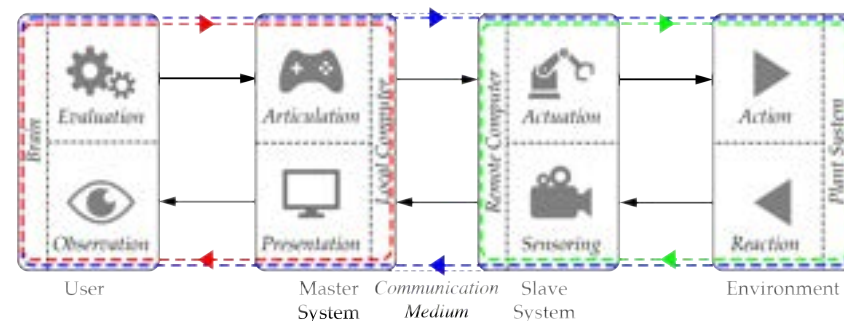 Brain
Evaluation
Observation
Articulation
Presentation
Local Computer
Remote Computer
Actuation
Sensoring
Action
Reaction
Plant System
User
Master
System
Communication
Medium
Slave
System
Environment